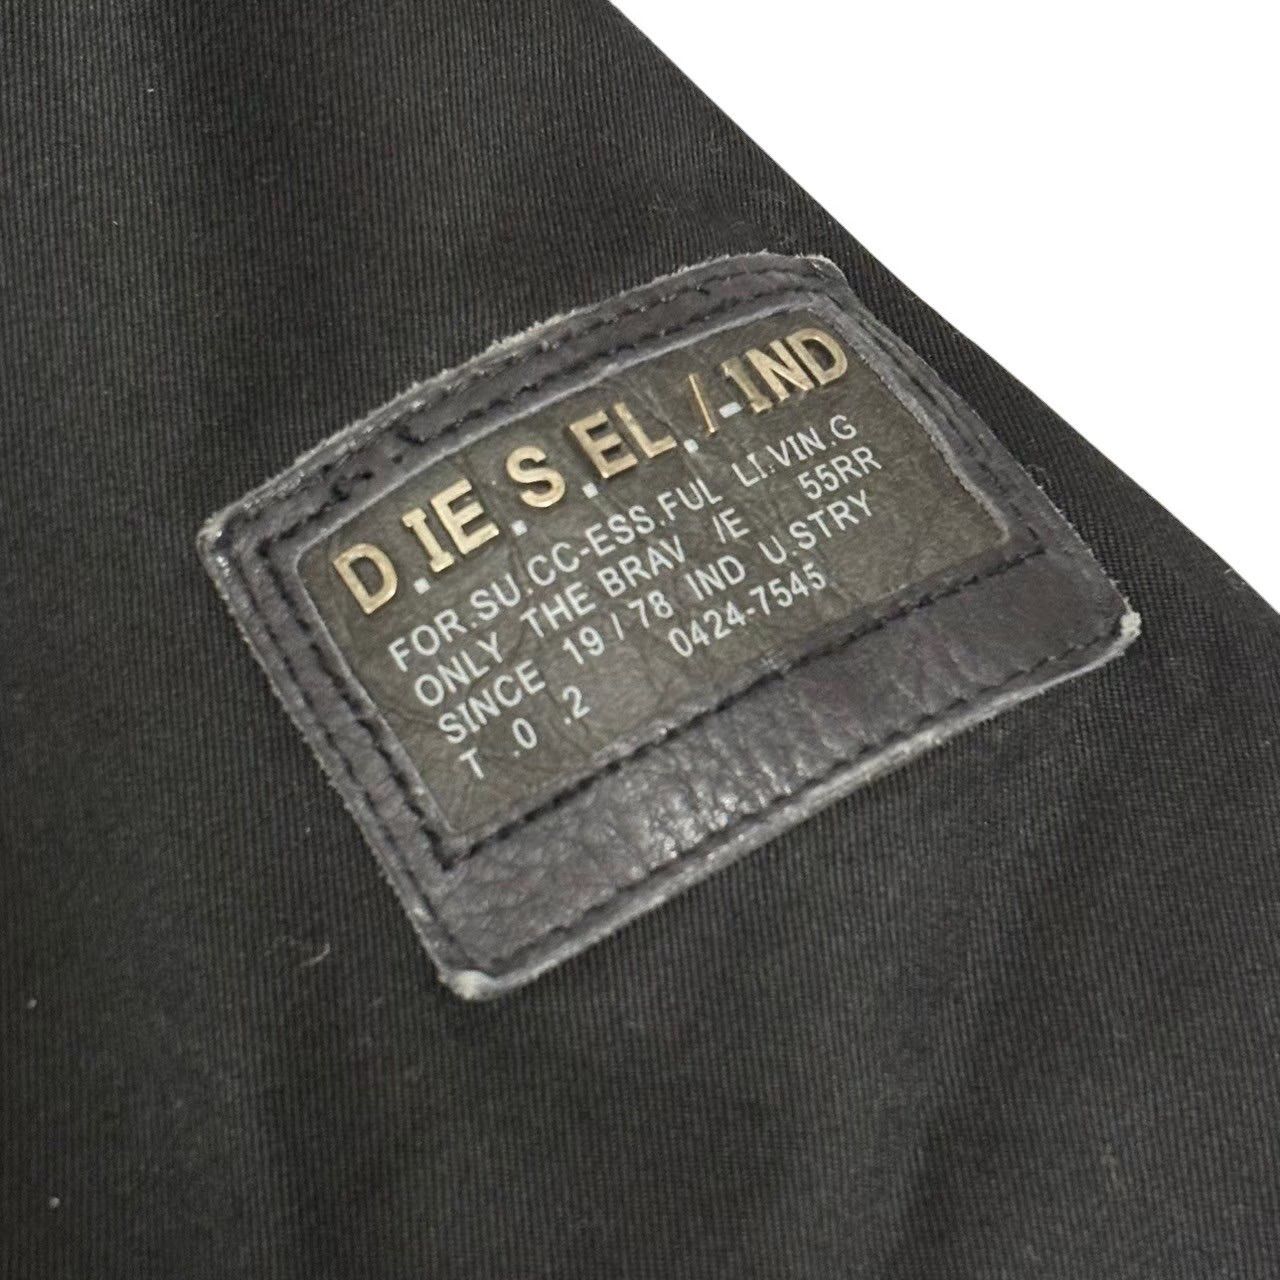 D.IE.S.EL./-IND
FOR.SU.CC-ESS.FUL LI.VIN.G
ONLY THE BRAV /E 55RR
SINCE 19/78 IND U.STRY
T .0 .2 0424-7545